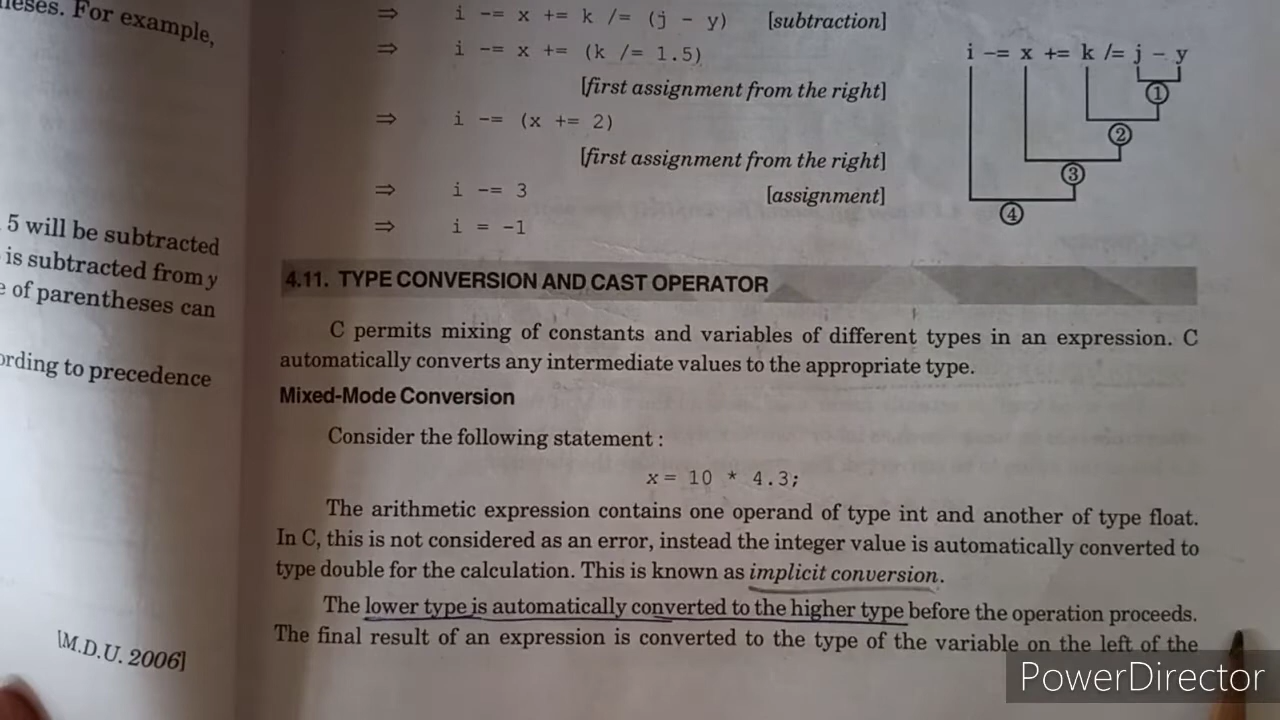 neses. For example,
5 will be subtracted
is subtracted from y
e of parentheses can
ording to precedence
[M.D.U. 2006]
⇒ i -= x += k /= (j - y) [subtraction]
⇒ i -= x += (k /= 1.5)
[first assignment from the right]
⇒ i -= (x += 2)
[first assignment from the right]
⇒ i -= 3 [assignment]
⇒ i = -1
i -= x += k /= j - y
1
2
3
4
4.11. TYPE CONVERSION AND CAST OPERATOR
C permits mixing of constants and variables of different types in an expression. C
automatically converts any intermediate values to the appropriate type.
Mixed-Mode Conversion
Consider the following statement :
x = 10 * 4.3;
The arithmetic expression contains one operand of type int and another of type float.
In C, this is not considered as an error, instead the integer value is automatically converted to
type double for the calculation. This is known as implicit conversion.
The lower type is automatically converted to the higher type before the operation proceeds.
The final result of an expression is converted to the type of the variable on the left of the
PowerDirector